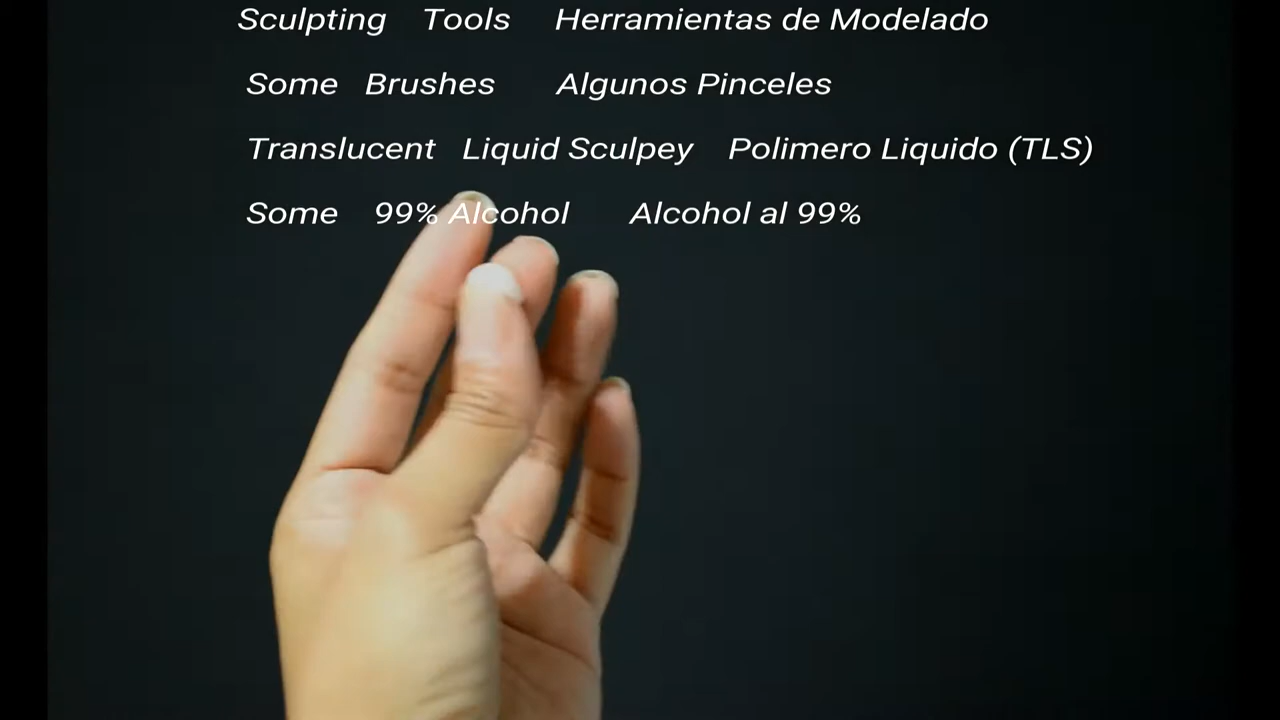 Sculpting Tools Herramientas de Modelado
Some Brushes Algunos Pinceles
Translucent Liquid Sculpey Polimero Liquido (TLS)
Some 99% Alcohol Alcohol al 99%